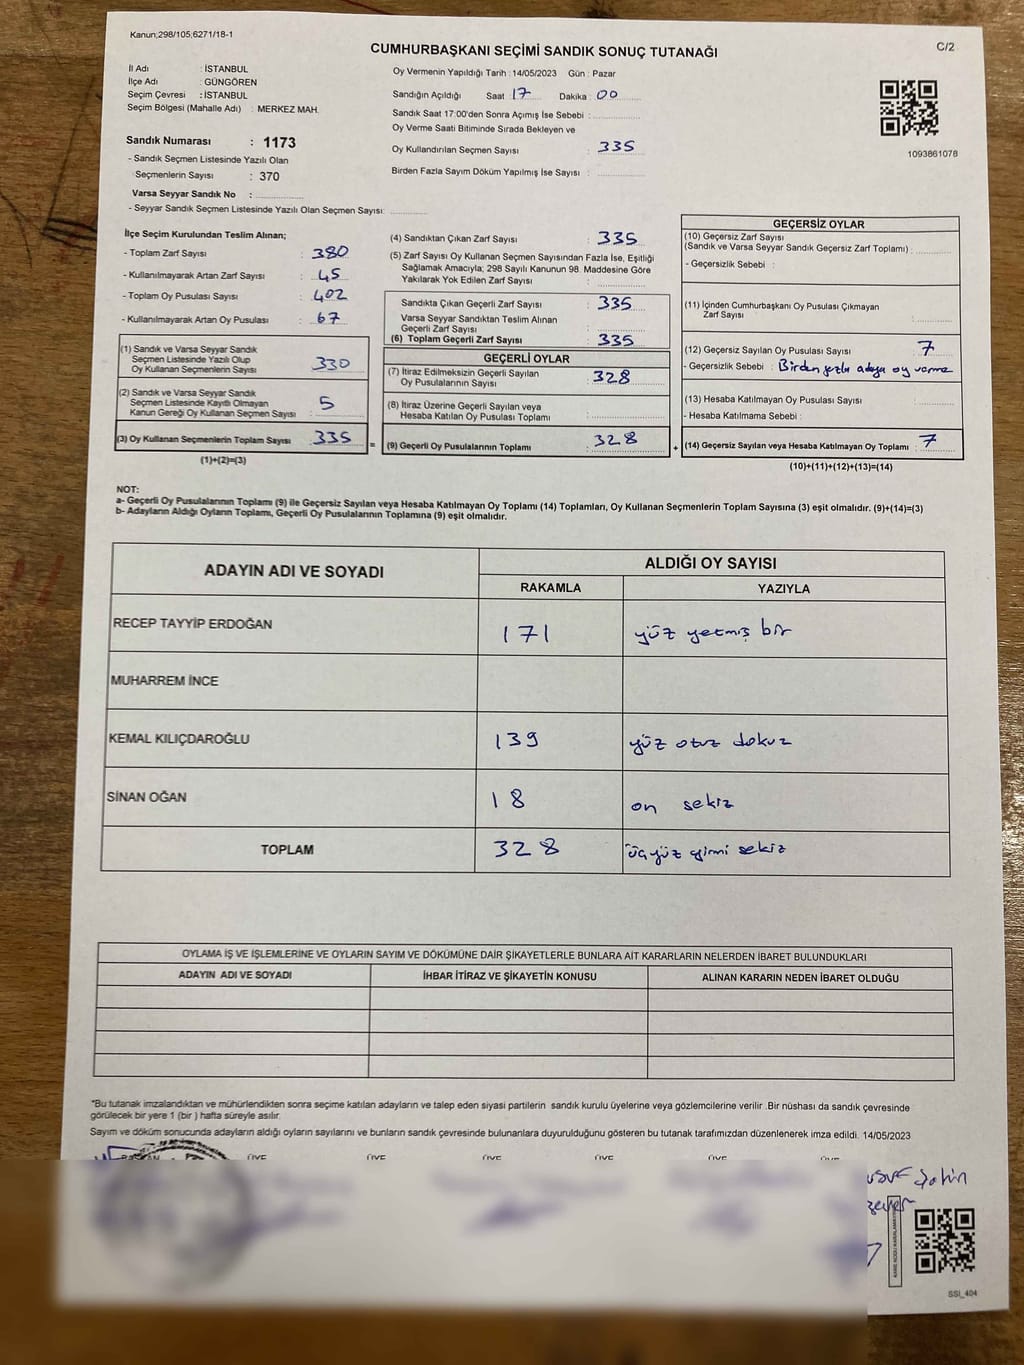 Kanun;298/105;6271/18-1
C/2
CUMHURBAŞKANI SEÇİMİ SANDIK SONUÇ TUTANAĞI
İl Adı : İSTANBUL
İlçe Adı : GÜNGÖREN
Seçim Çevresi : İSTANBUL
Seçim Bölgesi (Mahalle Adı) : MERKEZ MAH.
Oy Vermenin Yapıldığı Tarih : 14/05/2023 Gün : Pazar
Sandığın Açıldığı Saat 17 Dakika : 00
Sandık Saat 17:00'den Sonra Açımış İse Sebebi :
Oy Verme Saati Bitiminde Sırada Bekleyen ve
Oy Kullandırılan Seçmen Sayısı : 335
Birden Fazla Sayım Döküm Yapılmış İse Sayısı :
1093861078
Sandık Numarası : 1173
- Sandık Seçmen Listesinde Yazılı Olan
Seçmenlerin Sayısı : 370
Varsa Seyyar Sandık No :
- Seyyar Sandık Seçmen Listesinde Yazılı Olan Seçmen Sayısı:
İlçe Seçim Kurulundan Teslim Alınan;
- Toplam Zarf Sayısı : 380
- Kullanılmayarak Artan Zarf Sayısı : 45
- Toplam Oy Pusulası Sayısı : 402
- Kullanılmayarak Artan Oy Pusulası : 67
(1) Sandık ve Varsa Seyyar Sandık
Seçmen Listesinde Yazılı Olup
Oy Kullanan Seçmenlerin Sayısı : 330
(2) Sandık ve Varsa Seyyar Sandık
Seçmen Listesinde Kayıtlı Olmayan
Kanun Gereği Oy Kullanan Seçmen Sayısı : 5
(3) Oy Kullanan Seçmenlerin Toplam Sayısı : 335 =
(1)+(2)=(3)
(4) Sandıktan Çıkan Zarf Sayısı : 335
(5) Zarf Sayısı Oy Kullanan Seçmen Sayısından Fazla İse, Eşitliği
Sağlamak Amacıyla; 298 Sayılı Kanunun 98. Maddesine Göre
Yakılarak Yok Edilen Zarf Sayısı :
Sandıkta Çıkan Geçerli Zarf Sayısı : 335
Varsa Seyyar Sandıktan Teslim Alınan
Geçerli Zarf Sayısı :
(6) Toplam Geçerli Zarf Sayısı : 335
GEÇERLİ OYLAR
(7) İtiraz Edilmeksizin Geçerli Sayılan
Oy Pusulalarının Sayısı : 328
(8) İtiraz Üzerine Geçerli Sayılan veya
Hesaba Katılan Oy Pusulası Toplamı :
(9) Geçerli Oy Pusulalarının Toplamı : 328 +
GEÇERSİZ OYLAR
(10) Geçersiz Zarf Sayısı
(Sandık ve Varsa Seyyar Sandık Geçersiz Zarf Toplamı) :
- Geçersizlik Sebebi :
(11) İçinden Cumhurbaşkanı Oy Pusulası Çıkmayan
Zarf Sayısı :
(12) Geçersiz Sayılan Oy Pusulası Sayısı : 7
- Geçersizlik Sebebi : Birden fazla adaya oy verme
(13) Hesaba Katılmayan Oy Pusulası Sayısı :
- Hesaba Katılmama Sebebi :
(14) Geçersiz Sayılan veya Hesaba Katılmayan Oy Toplamı : 7
(10)+(11)+(12)+(13)=(14)
NOT:
a- Geçerli Oy Pusulalarının Toplamı (9) ile Geçersiz Sayılan veya Hesaba Katılmayan Oy Toplamı (14) Toplamları, Oy Kullanan Seçmenlerin Toplam Sayısına (3) eşit olmalıdır. (9)+(14)=(3)
b- Adayların Aldığı Oyların Toplamı, Geçerli Oy Pusulalarının Toplamına (9) eşit olmalıdır.
ADAYIN ADI VE SOYADI ALDIĞI OY SAYISI
RAKAMLA YAZIYLA
RECEP TAYYİP ERDOĞAN 171 yüz yetmiş bir
MUHARREM İNCE
KEMAL KILIÇDAROĞLU 139 yüz otuz dokuz
SİNAN OĞAN 18 on sekiz
TOPLAM 328 üçyüz yirmi sekiz
OYLAMA İŞ VE İŞLEMLERİNE VE OYLARIN SAYIM VE DÖKÜMÜNE DAİR ŞİKAYETLERLE BUNLARA AİT KARARLARIN NELERDEN İBARET BULUNDUKLARI
ADAYIN ADI VE SOYADI İHBAR İTİRAZ VE ŞİKAYETİN KONUSU ALINAN KARARIN NEDEN İBARET OLDUĞU
*Bu tutanak imzalandıktan ve mühürlendikten sonra seçime katılan adayların ve talep eden siyasi partilerin sandık kurulu üyelerine veya gözlemcilerine verilir .Bir nüshası da sandık çevresinde
görülecek bir yere 1 (bir ) hafta süreyle asılır.
Sayım ve döküm sonucunda adayların aldığı oyların sayılarını ve bunların sandık çevresinde bulunanlara duyurulduğunu gösteren bu tutanak tarafımızdan düzenlenerek imza edildi. 14/05/2023
BAŞKAN ÜYE ÜYE ÜYE ÜYE ÜYE ÜYE
Şahin
SSI_404